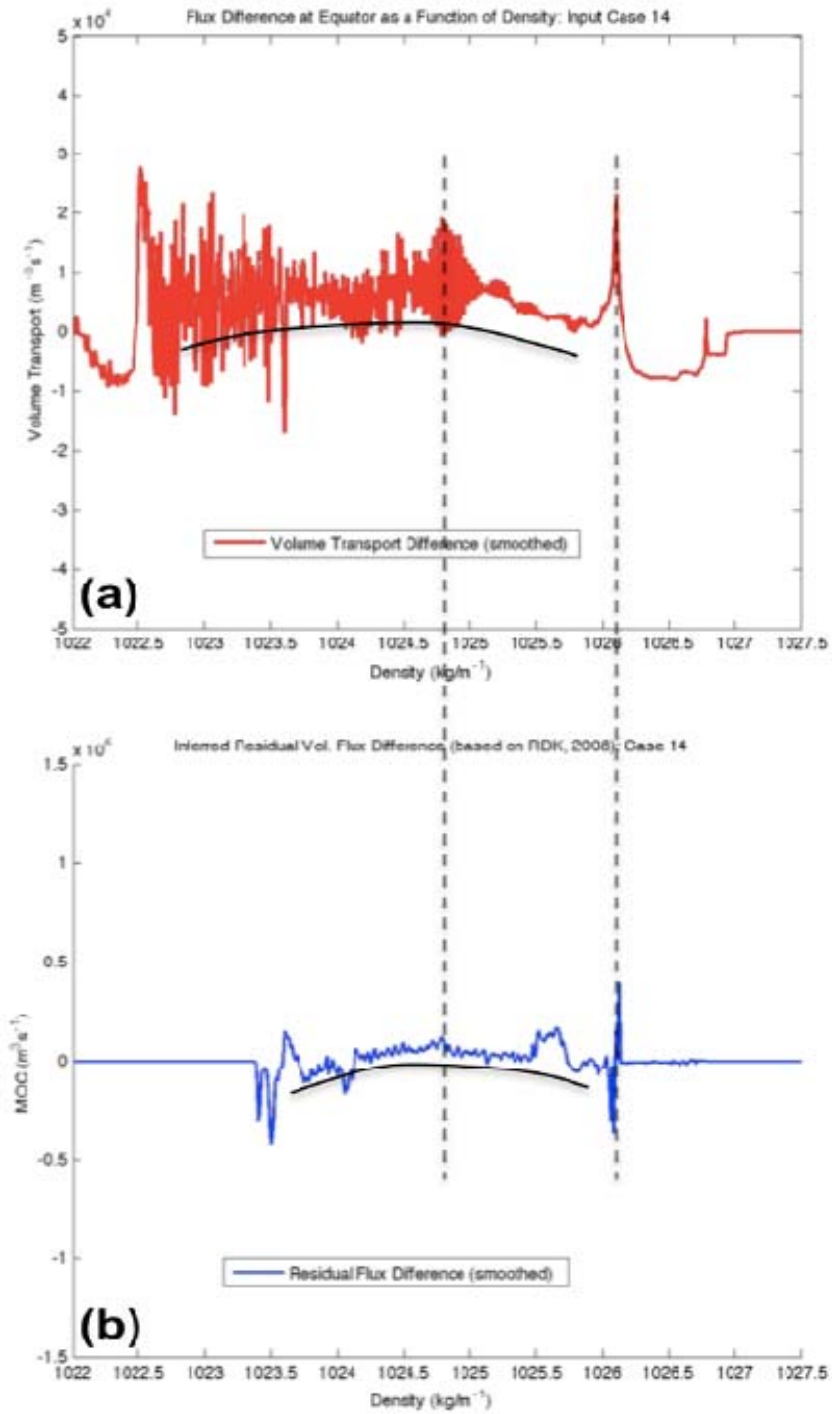 × 10⁴
Flux Difference at Equator as a Function of Density: Input Case 14
5
4
3
2
1
0
-1
-2
-3
-4
-5
Volume Transport (m⁻³s⁻¹)
Volume Transport Difference (smoothed)
(a)
1022 1022.5 1023 1023.5 1024 1024.5 1025 1025.5 1026 1026.5 1027 1027.5
Density (kg/m⁻¹)
Inferred Residual Vol. Flux Difference (based on RDK, 2008) Case 14
1.5
1
0.5
0
-0.5
-1
-1.5
MOC (m³s⁻¹)
Residual Flux Difference (smoothed)
(b)
1022 1022.5 1023 1023.5 1024 1024.5 1025 1025.5 1026 1026.5 1027 1027.5
Density (kg/m⁻¹)